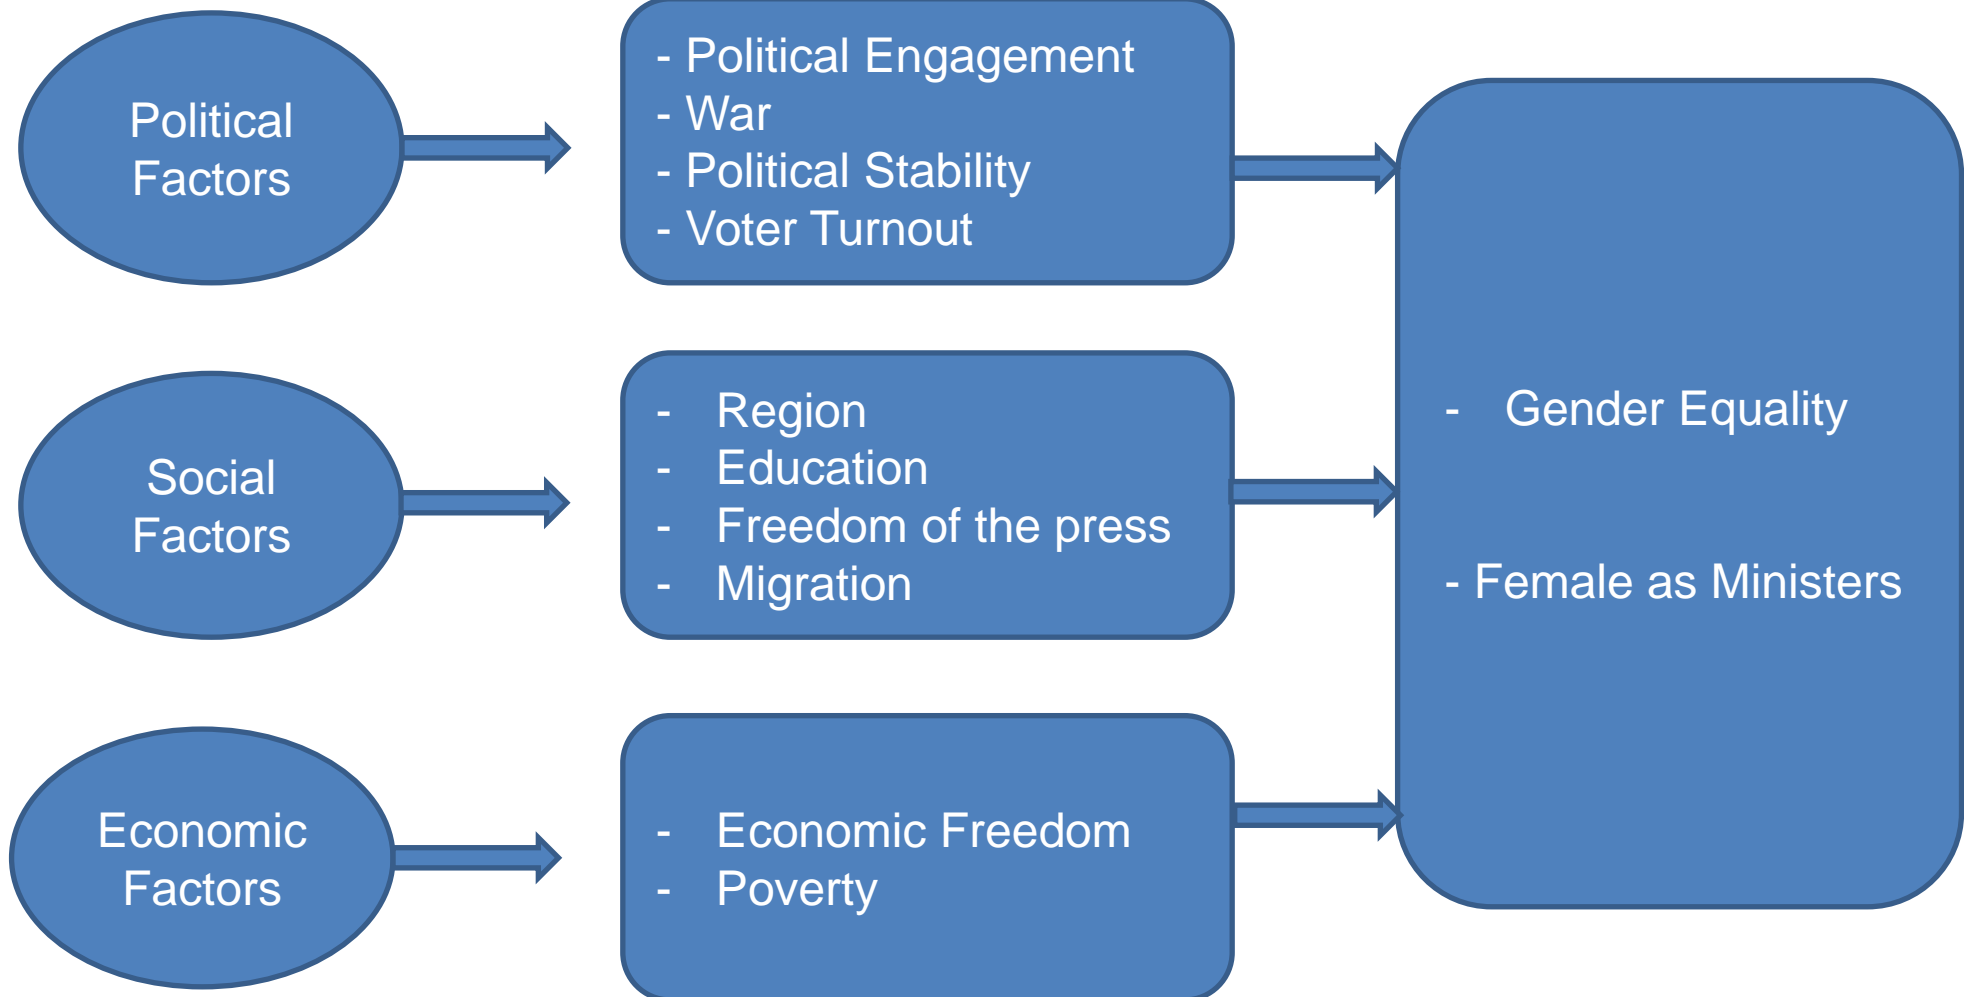 Political
Factors
- Political Engagement
- War
- Political Stability
- Voter Turnout
Social
Factors
- Region
- Education
- Freedom of the press
- Migration
Economic
Factors
- Economic Freedom
- Poverty
- Gender Equality
- Female as Ministers